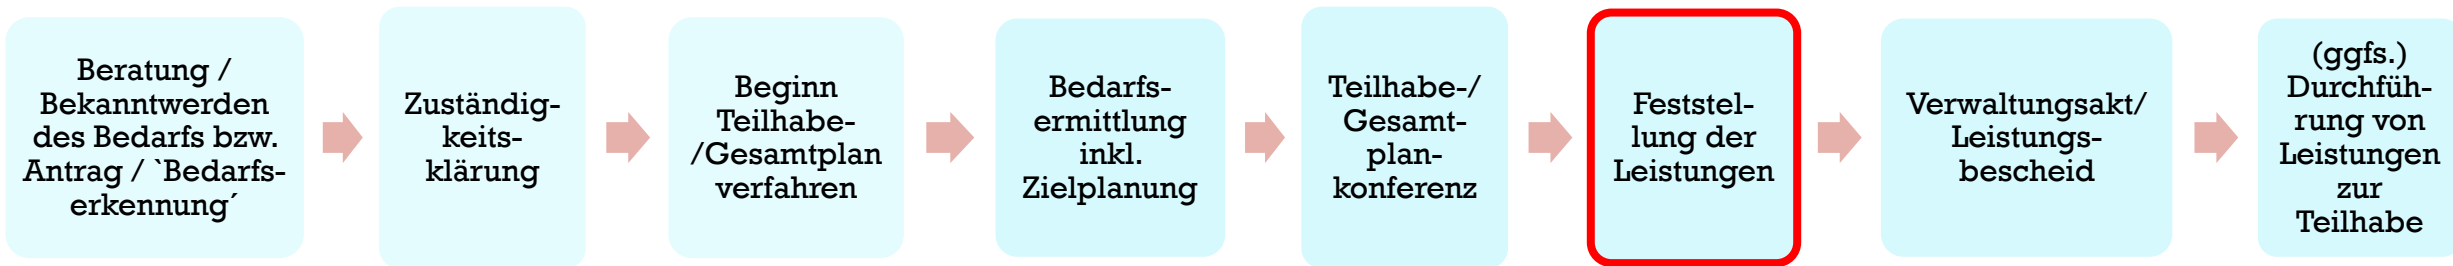 Beratung /
Bekanntwerden
des Bedarfs bzw.
Antrag / `Bedarfs-
erkennung´
Zuständig-
keits-
klärung
Beginn
Teilhabe-
/Gesamtplan
verfahren
Bedarfs-
ermittlung
inkl.
Zielplanung
Teilhabe-/
Gesamt-
plan-
konferenz
Feststel-
lung der
Leistungen
Verwaltungsakt/
Leistungs-
bescheid
(ggfs.)
Durchfüh-
rung von
Leistungen
zur
Teilhabe